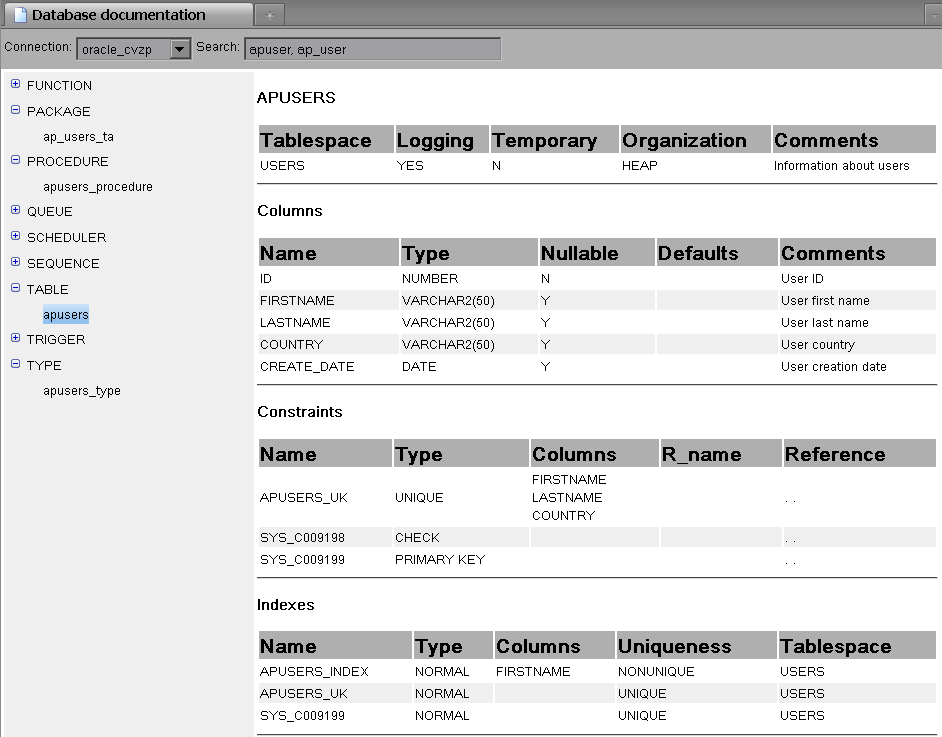 Database documentation
Connection: oracle_cvzp Search: apuser, ap_user
FUNCTION
PACKAGE
ap_users_ta
PROCEDURE
apusers_procedure
QUEUE
SCHEDULER
SEQUENCE
TABLE
apusers
TRIGGER
TYPE
apusers_type
APUSERS
Tablespace Logging Temporary Organization Comments
USERS YES N HEAP Information about users
Columns
Name Type Nullable Defaults Comments
ID NUMBER N User ID
FIRSTNAME VARCHAR2(50) Y User first name
LASTNAME VARCHAR2(50) Y User last name
COUNTRY VARCHAR2(50) Y User country
CREATE_DATE DATE Y User creation date
Constraints
Name Type Columns R_name Reference
FIRSTNAME
APUSERS_UK UNIQUE LASTNAME . .
COUNTRY
SYS_C009198 CHECK . .
SYS_C009199 PRIMARY KEY . .
Indexes
Name Type Columns Uniqueness Tablespace
APUSERS_INDEX NORMAL FIRSTNAME NONUNIQUE USERS
APUSERS_UK NORMAL UNIQUE USERS
SYS_C009199 NORMAL UNIQUE USERS